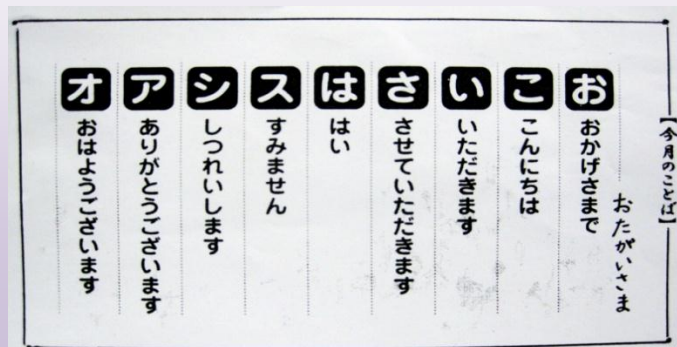 【今月のことば】
オ おはようございます
ア ありがとうございます
シ しつれいします
ス すみません
は はい
さ させていただきます
い いただきます
こ こんにちは
お おかげさまで
おたがいさま